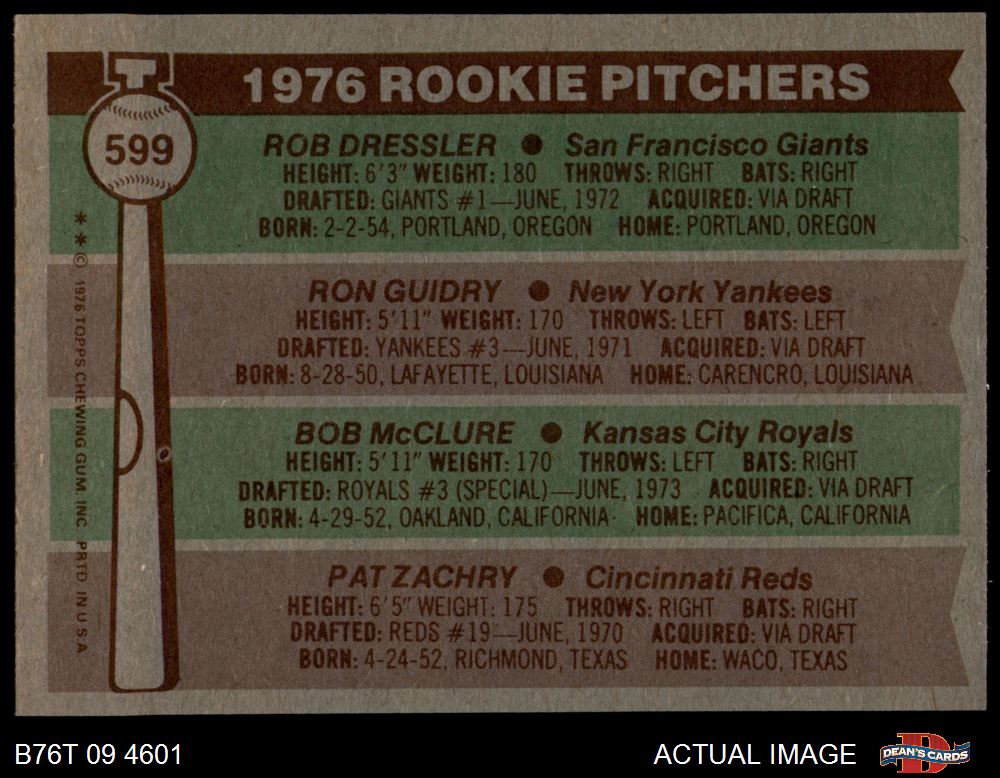 T
1976 ROOKIE PITCHERS
599
ROB DRESSLER ● San Francisco Giants
HEIGHT: 6'3" WEIGHT: 180 THROWS: RIGHT BATS: RIGHT
DRAFTED: GIANTS #1—JUNE, 1972 ACQUIRED: VIA DRAFT
BORN: 2-2-54, PORTLAND, OREGON HOME: PORTLAND, OREGON
RON GUIDRY ● New York Yankees
HEIGHT: 5'11" WEIGHT: 170 THROWS: LEFT BATS: LEFT
DRAFTED: YANKEES #3—JUNE, 1971 ACQUIRED: VIA DRAFT
BORN: 8-28-50, LAFAYETTE, LOUISIANA HOME: CARENCRO, LOUISIANA
BOB McCLURE ● Kansas City Royals
HEIGHT: 5'11" WEIGHT: 170 THROWS: LEFT BATS: RIGHT
DRAFTED: ROYALS #3 (SPECIAL)—JUNE, 1973 ACQUIRED: VIA DRAFT
BORN: 4-29-52, OAKLAND, CALIFORNIA HOME: PACIFICA, CALIFORNIA
PAT ZACHRY ● Cincinnati Reds
HEIGHT: 6'5" WEIGHT: 175 THROWS: RIGHT BATS: RIGHT
DRAFTED: REDS #19—JUNE, 1970 ACQUIRED: VIA DRAFT
BORN: 4-24-52, RICHMOND, TEXAS HOME: WACO, TEXAS
* * © 1976 TOPPS CHEWING GUM, INC. PRTD. IN U.S.A.
B76T 09 4601
ACTUAL IMAGE
D
DEAN'S CARDS